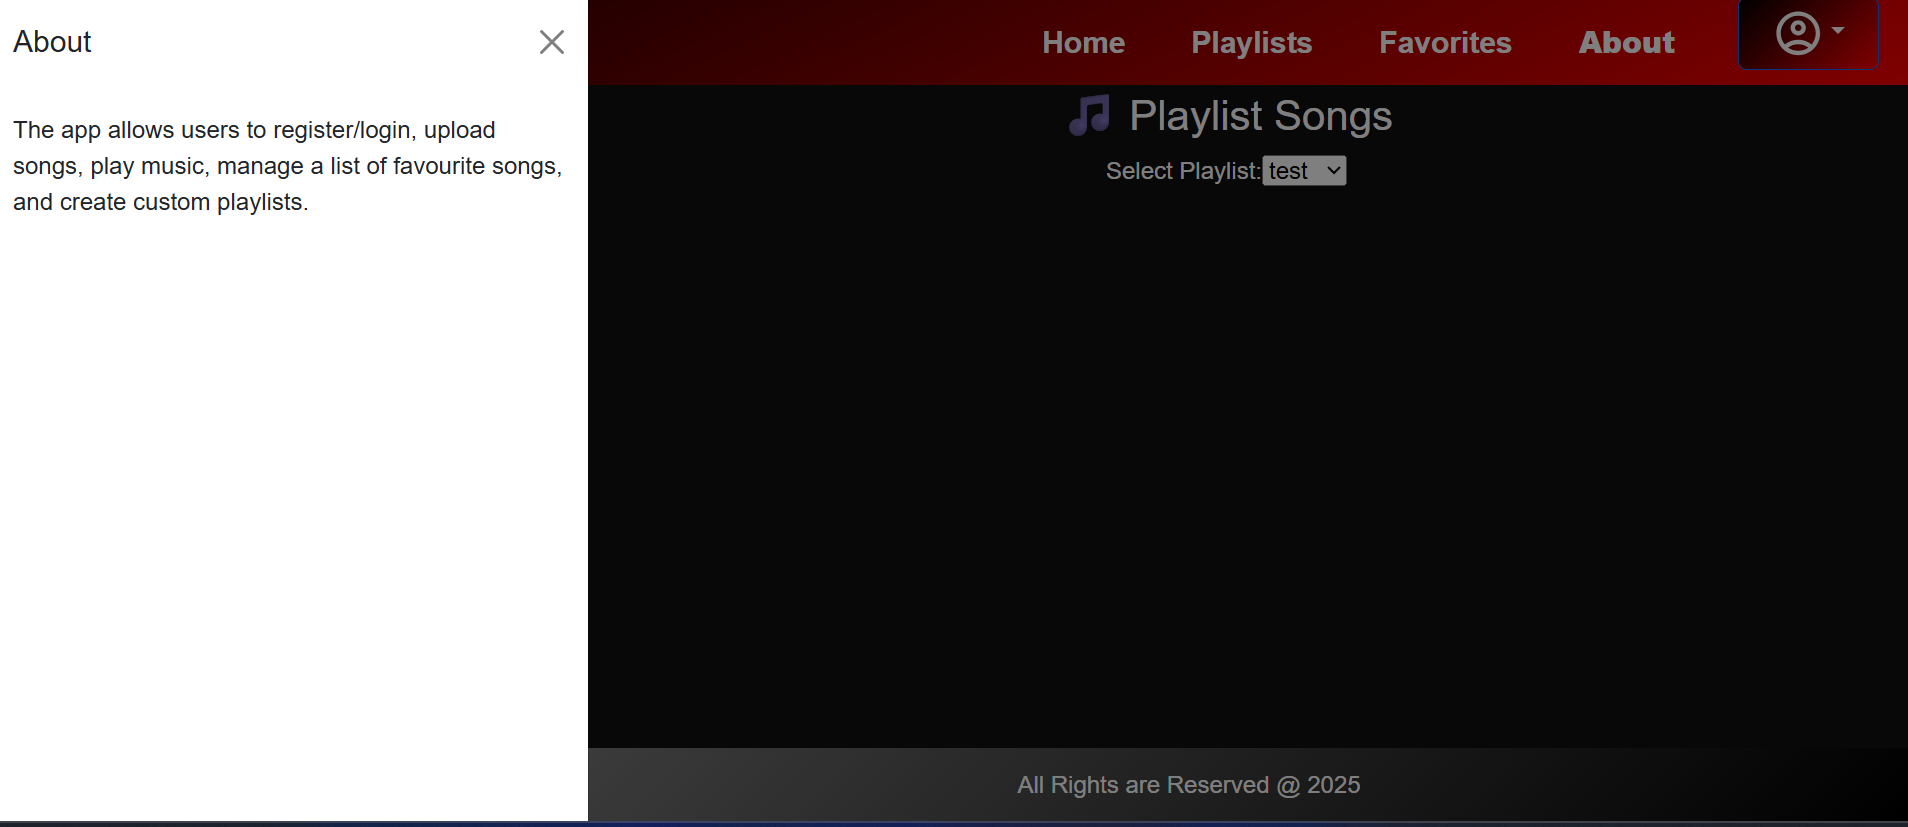 About
The app allows users to register/login, upload
songs, play music, manage a list of favourite songs,
and create custom playlists.
Home Playlists Favorites About
Playlist Songs
Select Playlist: test
All Rights are Reserved @ 2025